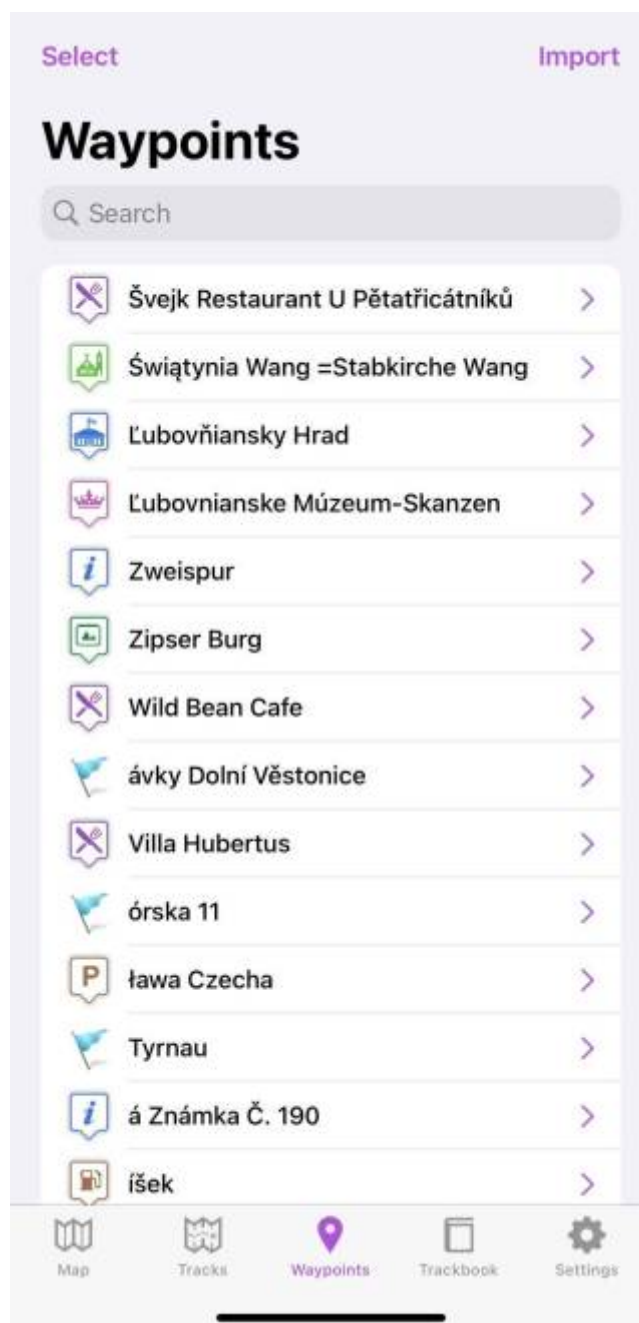 Select
Import
Waypoints
Search
Švejk Restaurant U Pětatřicátníků
Świątynia Wang =Stabkirche Wang
Ľubovňiansky Hrad
Ľubovnianske Múzeum-Skanzen
i Zweispur
Zipser Burg
Wild Bean Cafe
ávky Dolní Věstonice
Villa Hubertus
órska 11
P ława Czecha
Tyrnau
i á Známka Č. 190
íšek
Map
Tracks
Waypoints
Trackbook
Settings